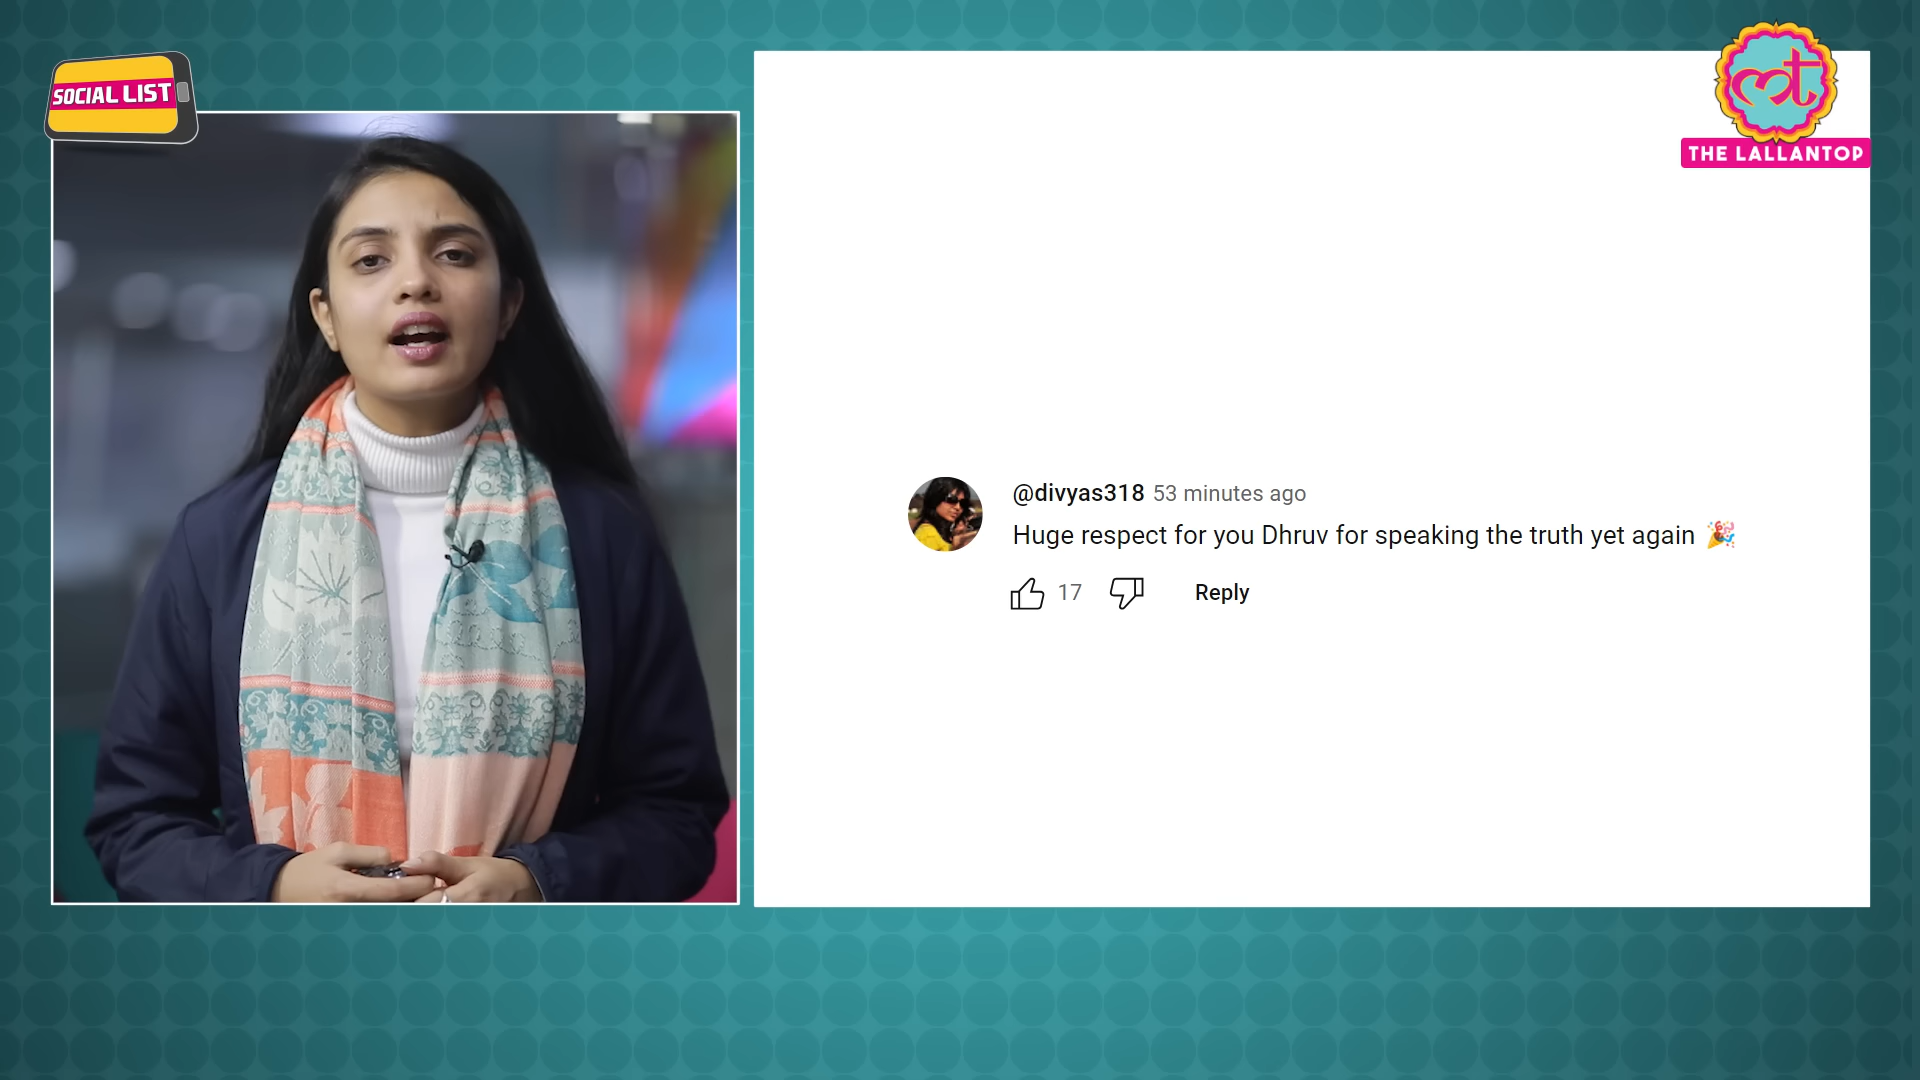 SOCIAL LIST
THE LALLANTOP
@divyas318 53 minutes ago
Huge respect for you Dhruv for speaking the truth yet again 🎉
17 Reply